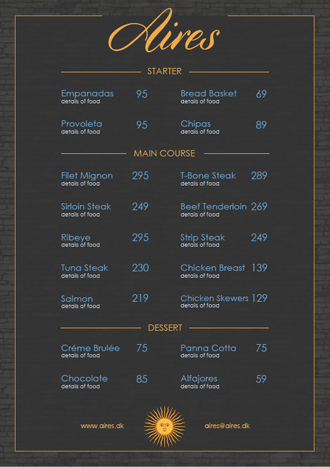 Aires
STARTER
Empanadas 95
details of food
Bread Basket 69
details of food
Provoleta 95
details of food
Chipas 89
details of food
MAIN COURSE
Filet Mignon 295
details of food
T-Bone Steak 289
details of food
Sirloin Steak 249
details of food
Beef Tenderloin 269
details of food
Ribeye 295
details of food
Strip Steak 249
details of food
Tuna Steak 230
details of food
Chicken Breast 139
details of food
Salmon 219
details of food
Chicken Skewers 129
details of food
DESSERT
Créme Brulée 75
details of food
Panna Cotta 75
details of food
Chocolate 85
details of food
Alfajores 59
details of food
www.aires.dk
aires@aires.dk